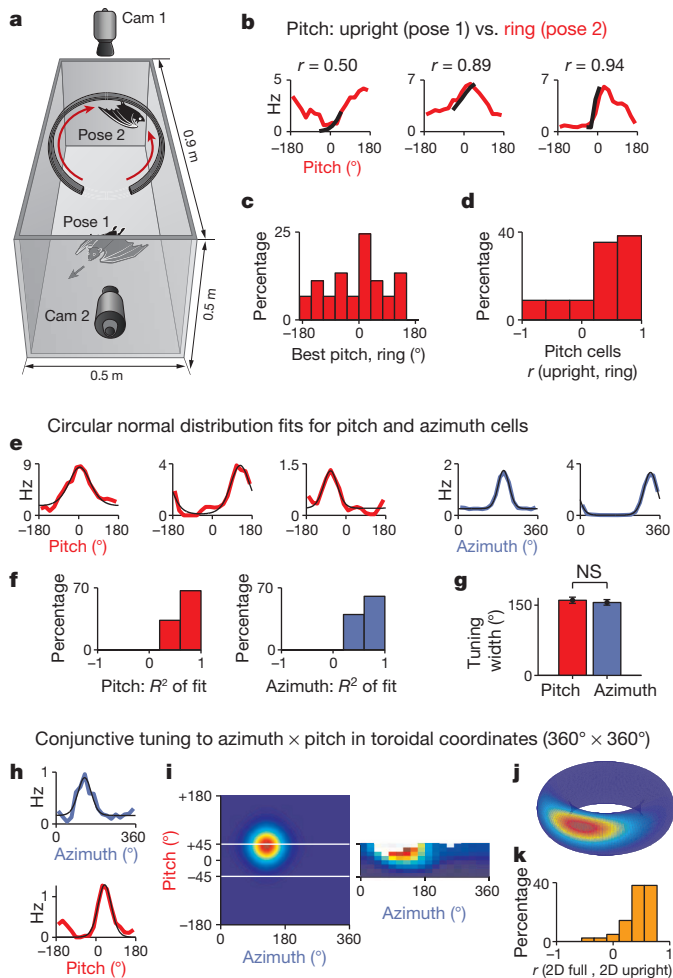 a
Cam 1
Pose 2
Pose 1
Cam 2
0.9 m
0.5 m
0.5 m
b Pitch: upright (pose 1) vs. ring (pose 2)
r = 0.50 r = 0.89 r = 0.94
5 7 7
Hz
0 0 0
−180 0 180 −180 0 180 −180 0 180
Pitch (°)
c
25
Percentage
0
−180 0 180
Best pitch, ring (°)
d
40
Percentage
0
−1 0 1
Pitch cells
r (upright, ring)
Circular normal distribution fits for pitch and azimuth cells
e
9 4 1.5 2 4
Hz Hz
0 0 0 0 0
−180 0 180 −180 0 180 −180 0 180 0 360 0 360
Pitch (°) Azimuth (°)
f
70 70
Percentage Percentage
0 0
−1 0 1 −1 0 1
Pitch: R² of fit Azimuth: R² of fit
g
NS
150
Tuning
width (°)
0
Pitch Azimuth
Conjunctive tuning to azimuth × pitch in toroidal coordinates (360° × 360°)
h
1
Hz
0
0 360
Azimuth (°)
1
Hz
0
−180 0 180
Pitch (°)
i
+180
+45
0
−45
−180
Pitch (°)
0 180 360
Azimuth (°)
0 180 360
Azimuth (°)
j
k
40
Percentage
0
−1 0 1
r (2D full , 2D upright)